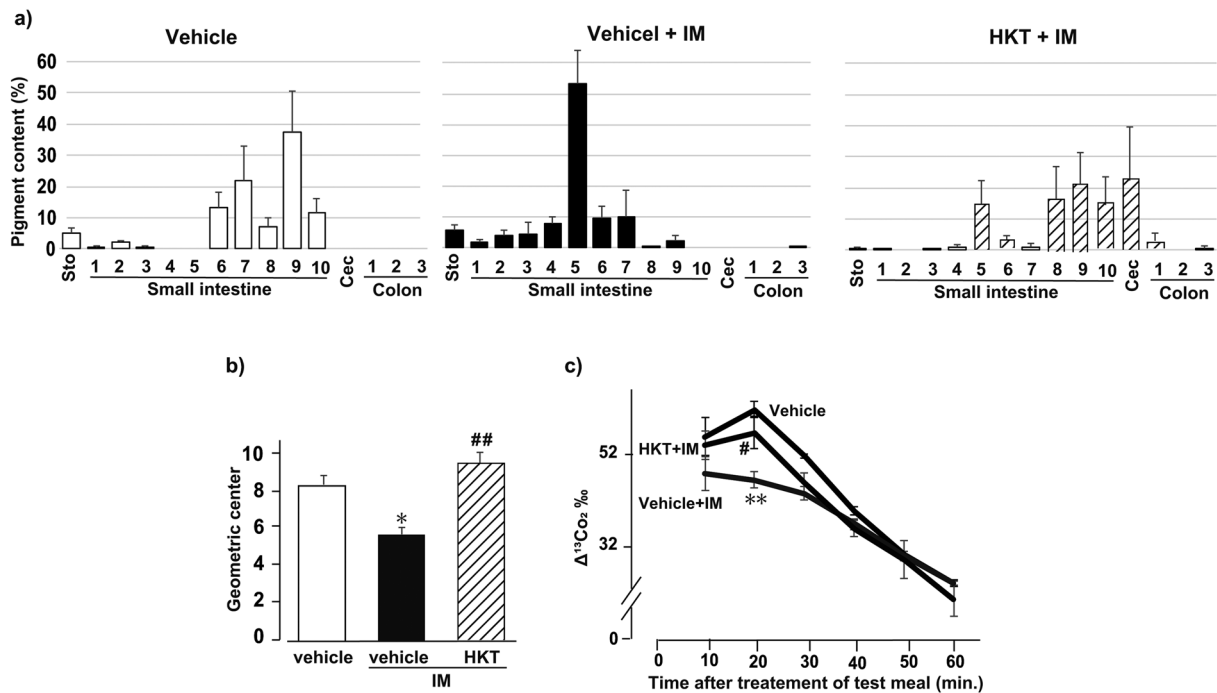 a)
Vehicle
Vehicel + IM
HKT + IM
Pigment content (%)
60
50
40
30
20
10
0
Sto 1 2 3 4 5 6 7 8 9 10 Cec 1 2 3
Small intestine Colon
Sto 1 2 3 4 5 6 7 8 9 10 Cec 1 2 3
Small intestine Colon
Sto 1 2 3 4 5 6 7 8 9 10 Cec 1 2 3
Small intestine Colon
b)
Geometric center
10
8
6
4
2
0
*
##
vehicle vehicle HKT
IM
c)
Δ¹³Co₂ ‰
52
32
0
Vehicle
HKT+IM
#
Vehicle+IM
**
0 10 20 30 40 50 60
Time after treatement of test meal (min.)